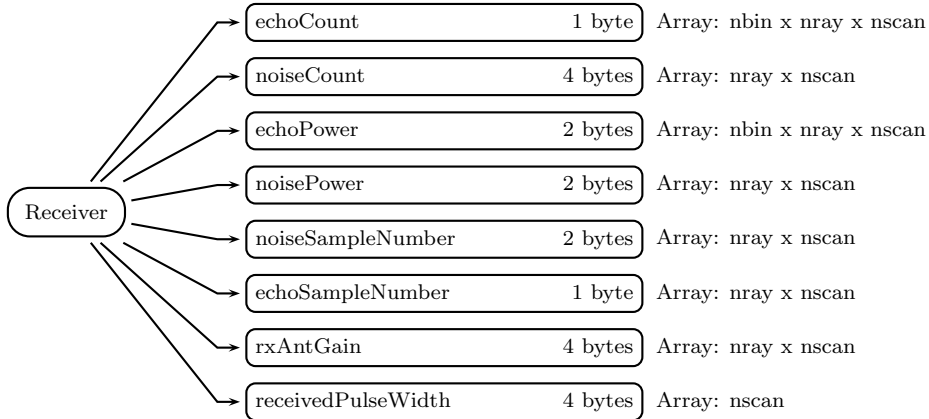 echoCount 1 byte Array: nbin x nray x nscan
noiseCount 4 bytes Array: nray x nscan
echoPower 2 bytes Array: nbin x nray x nscan
noisePower 2 bytes Array: nray x nscan
Receiver
noiseSampleNumber 2 bytes Array: nray x nscan
echoSampleNumber 1 byte Array: nray x nscan
rxAntGain 4 bytes Array: nray x nscan
receivedPulseWidth 4 bytes Array: nscan